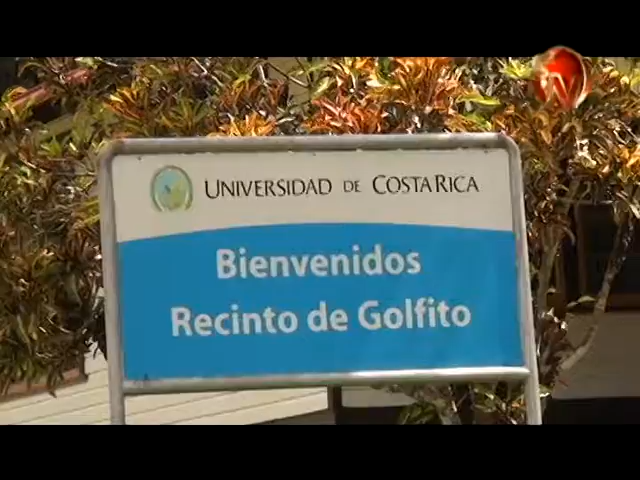 UNIVERSIDAD DE COSTA RICA
Bienvenidos
Recinto de Golfito